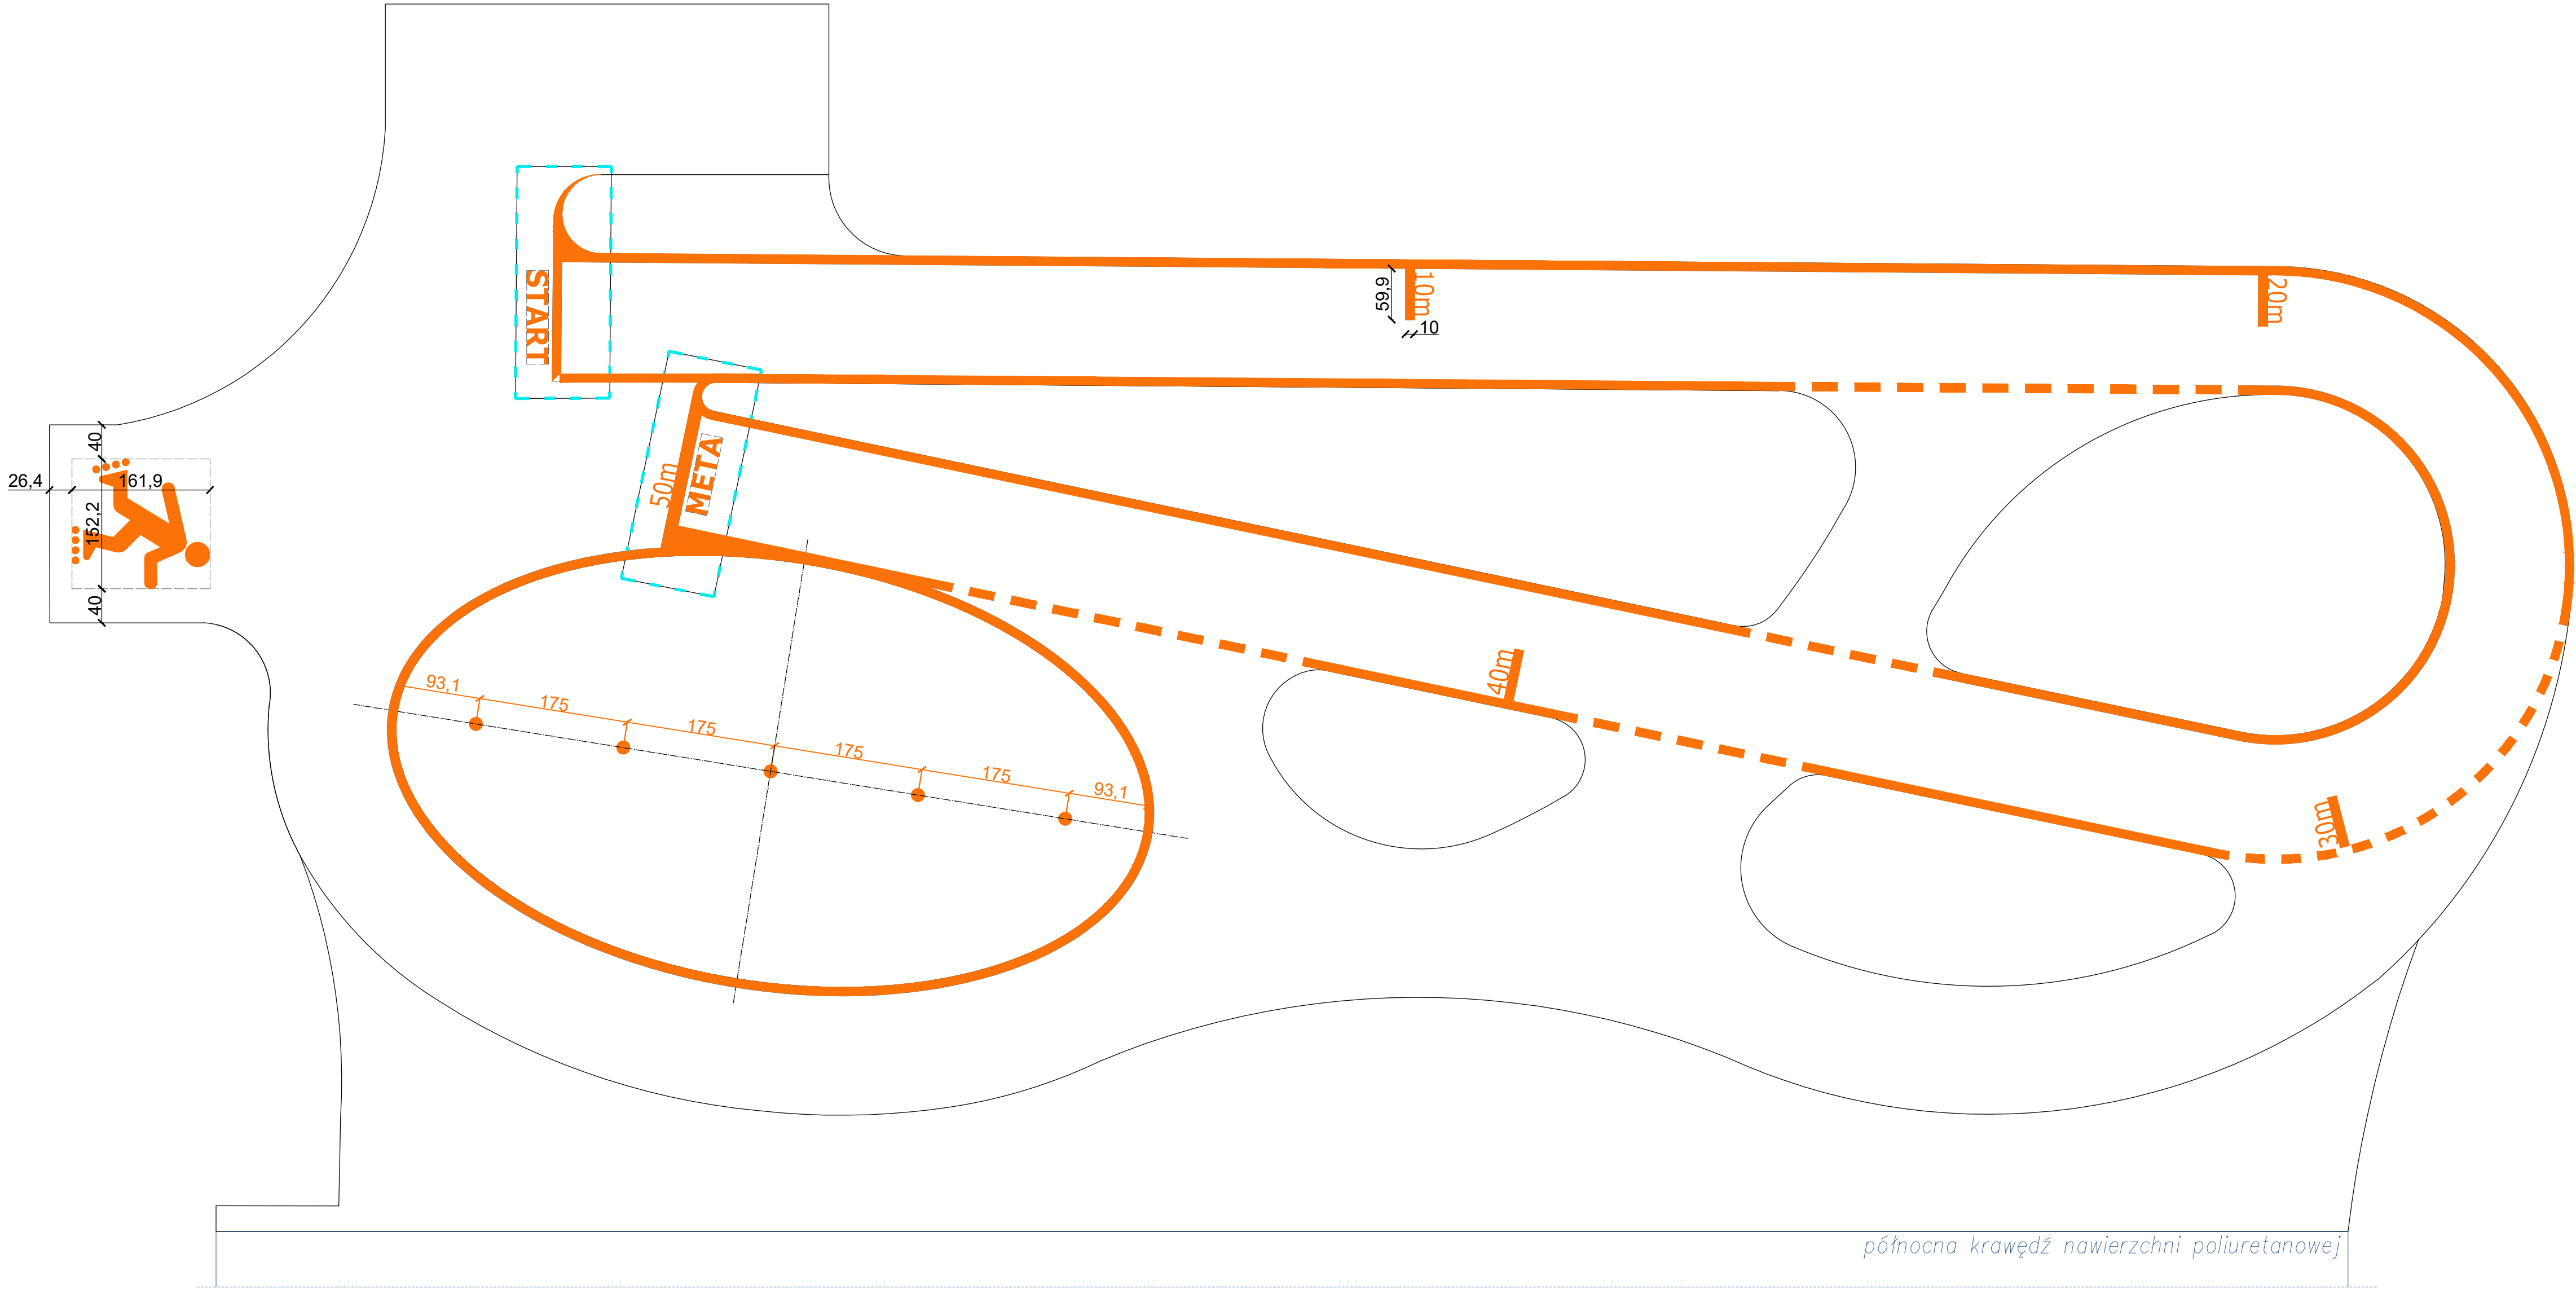 START
10m
59,9
10
20m
META
50m
40
26,4
161,9
152,2
40
40m
30m
93,1
175
175
175
175
93,1
północna krawędź nawierzchni poliuretanowej